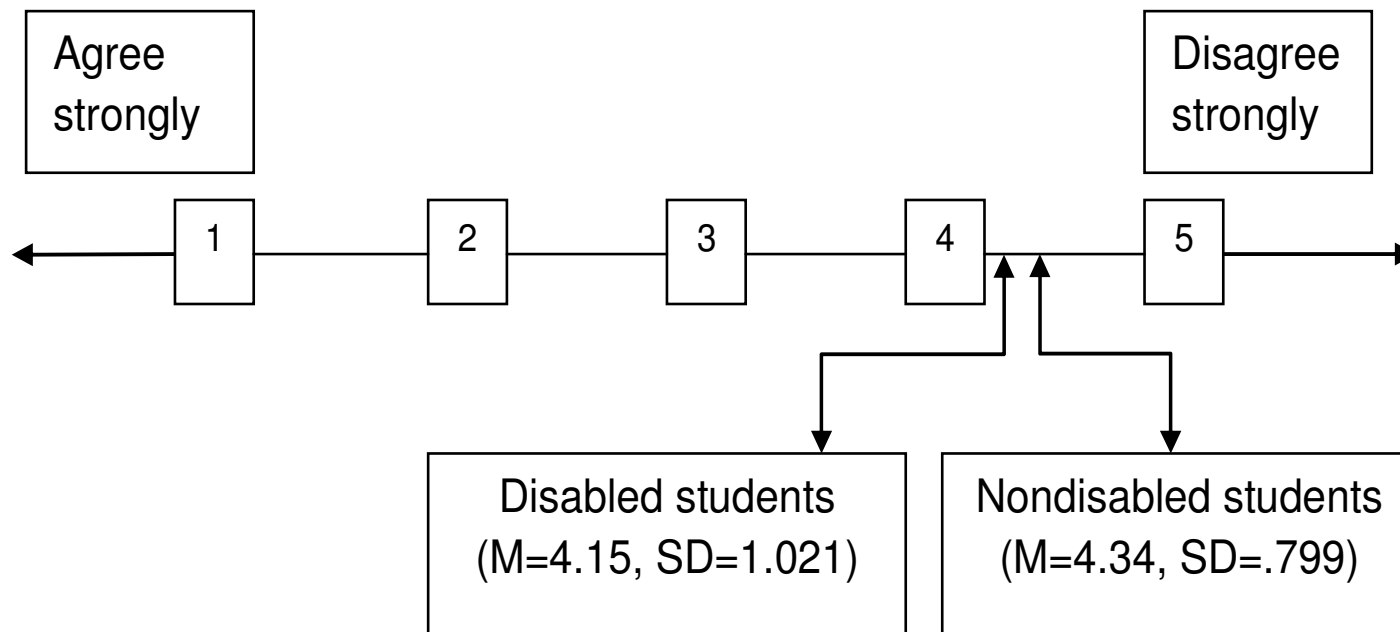 Agree
strongly
Disagree
strongly
1
2
3
4
5
Disabled students
(M=4.15, SD=1.021)
Nondisabled students
(M=4.34, SD=.799)